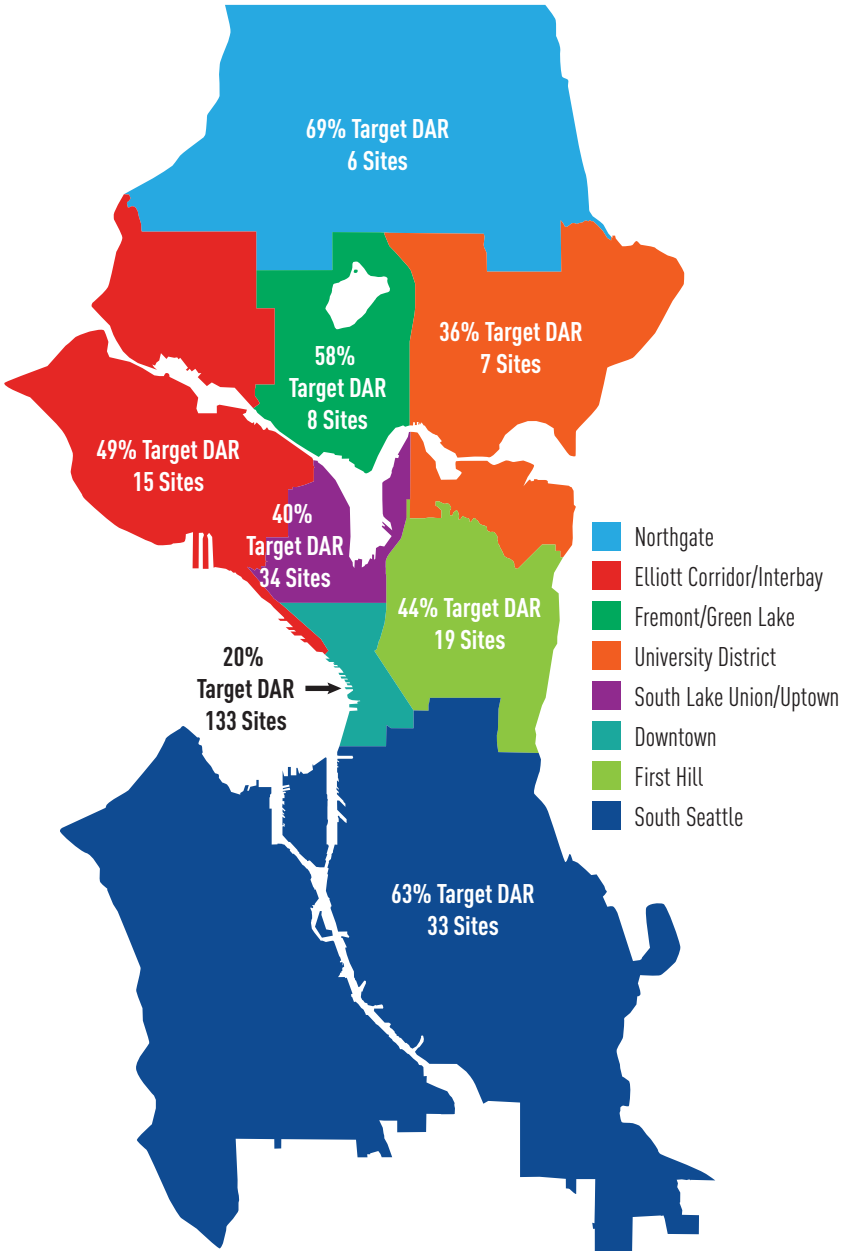 69% Target DAR
6 Sites
36% Target DAR
7 Sites
58%
Target DAR
8 Sites
49% Target DAR
15 Sites
40%
Target DAR
34 Sites
44% Target DAR
19 Sites
20%
Target DAR
133 Sites
63% Target DAR
33 Sites
Northgate
Elliott Corridor/Interbay
Fremont/Green Lake
University District
South Lake Union/Uptown
Downtown
First Hill
South Seattle